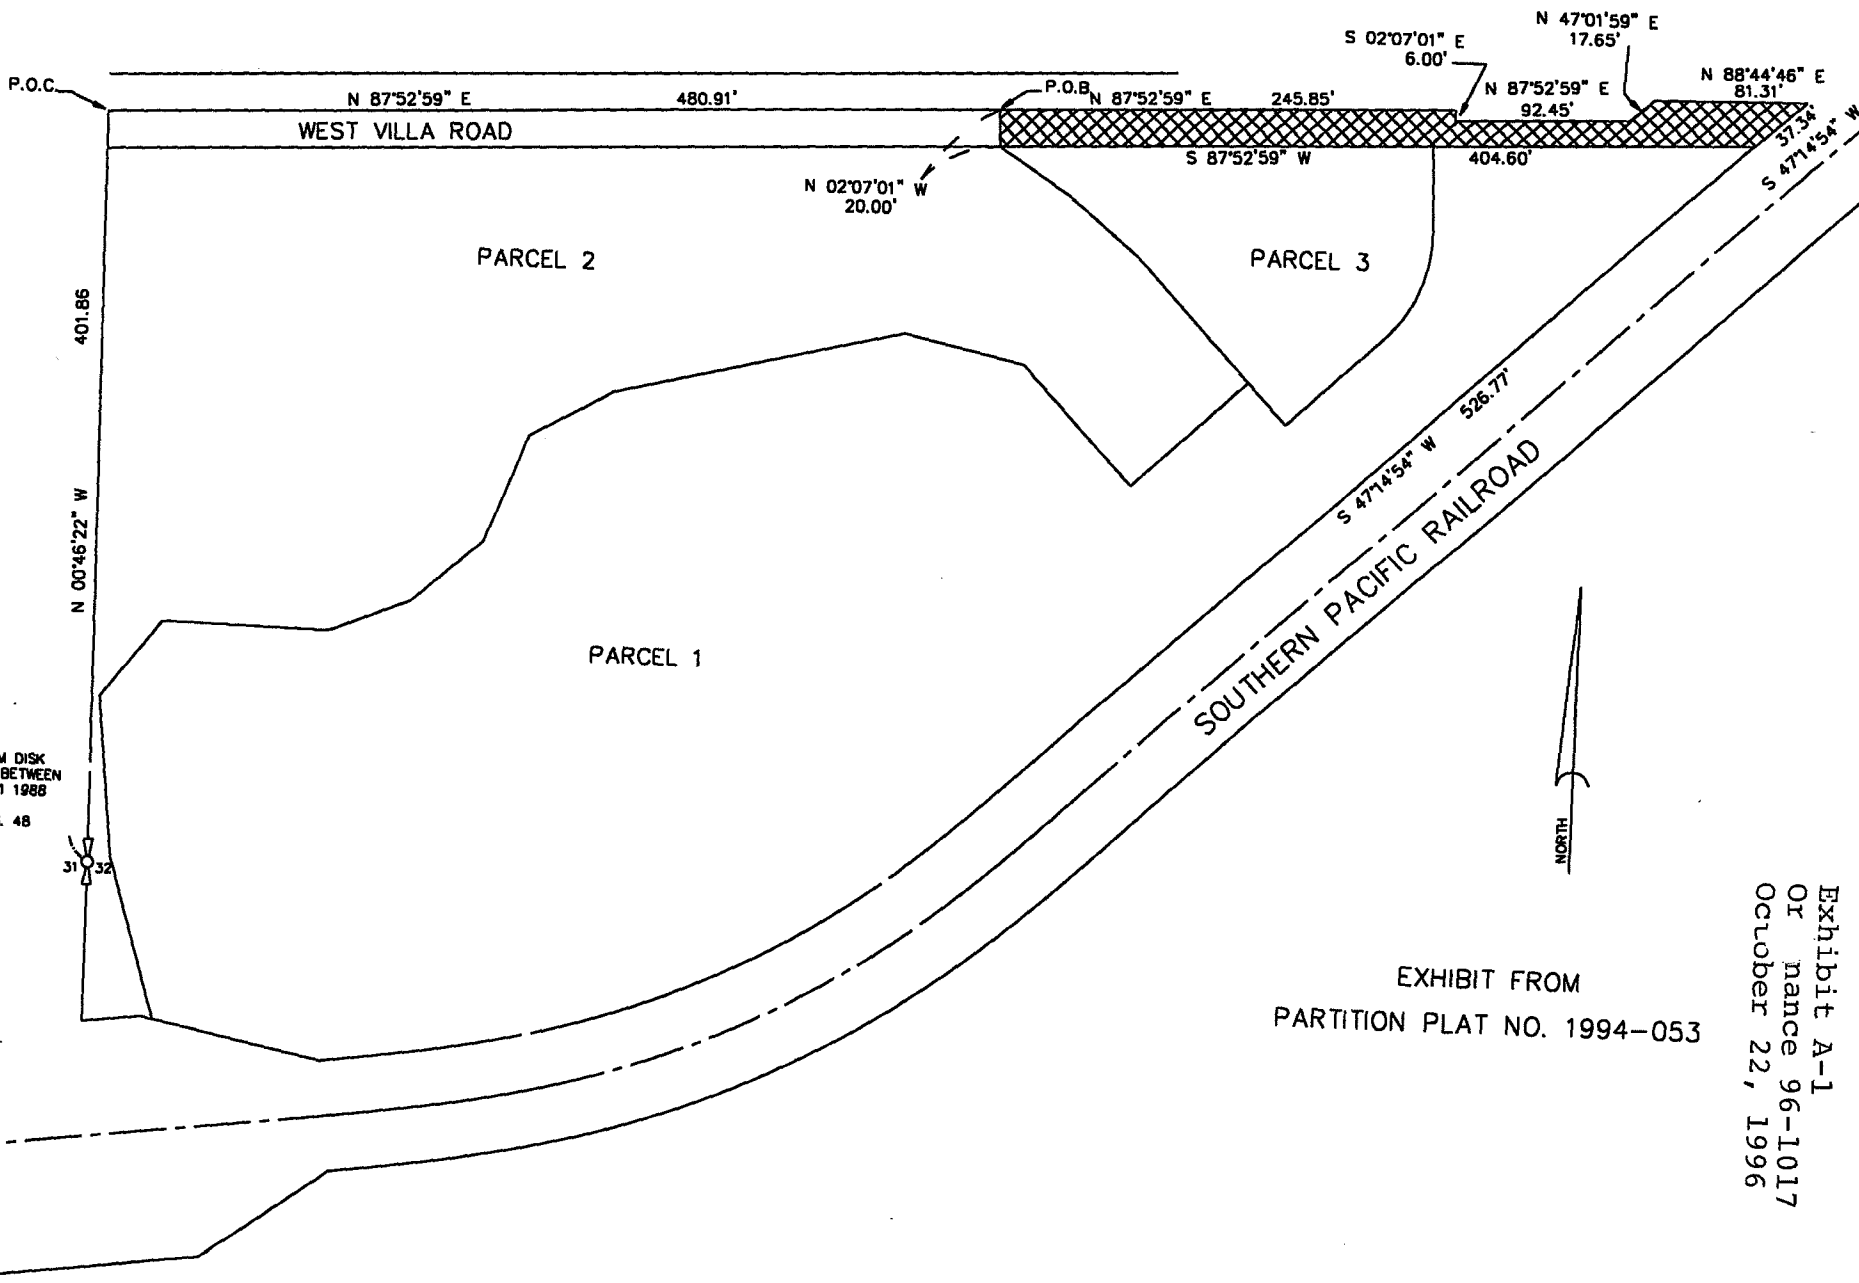 N 47°01'59" E
17.65'
S 02°07'01" E
6.00'
N 88°44'46" E
81.31'
P.O.C.
P.O.B.
N 87°52'59" E 480.91'
N 87°52'59" E 245.85'
N 87°52'59" E
92.45'
WEST VILLA ROAD
37.34'
S 47°14'54" W
S 87°52'59" W 404.60'
N 02°07'01" W
20.00'
PARCEL 2
PARCEL 3
401.86
N 00°46'22" W
S 47°14'54" W 526.77'
SOUTHERN PACIFIC RAILROAD
PARCEL 1
DISK
BETWEEN
1988
48
31 32
NORTH
EXHIBIT FROM
PARTITION PLAT NO. 1994-053
Exhibit A-1
Or nance 96-1017
October 22, 1996